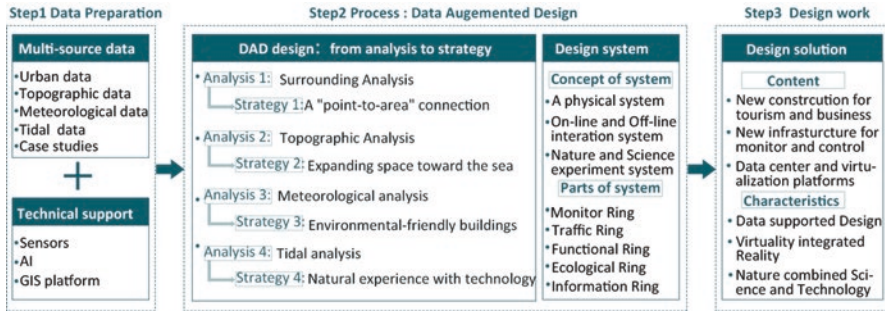 Step1 Data Preparation
Multi-source data
•Urban data
•Topographic data
•Meteorological data
•Tidal data
•Case studies
+
Technical support
•Sensors
•AI
•GIS platform
Step2 Process : Data Augemented Design
DAD design: from analysis to strategy
• Analysis 1: Surrounding Analysis
Strategy 1: A "point-to-area" connection
• Analysis 2: Topographic Analysis
Strategy 2: Expanding space toward the sea
• Analysis 3: Meteorological analysis
Strategy 3: Environmental-friendly buildings
• Analysis 4: Tidal analysis
Strategy 4: Natural experience with technology
Design system
Concept of system
• A physical system
• On-line and Off-line
interation system
• Nature and Science
experiment system
Parts of system
• Monitor Ring
• Traffic Ring
• Functional Ring
• Ecological Ring
• Information Ring
Step3 Design work
Design solution
Content
• New constrcution for
tourism and business
• New infrasturcture for
monitor and control
• Data center and virtu-
alization platforms
Characteristics
• Data supported Design
• Virtuality integrated
Reality
• Nature combined Sci-
ence and Technology